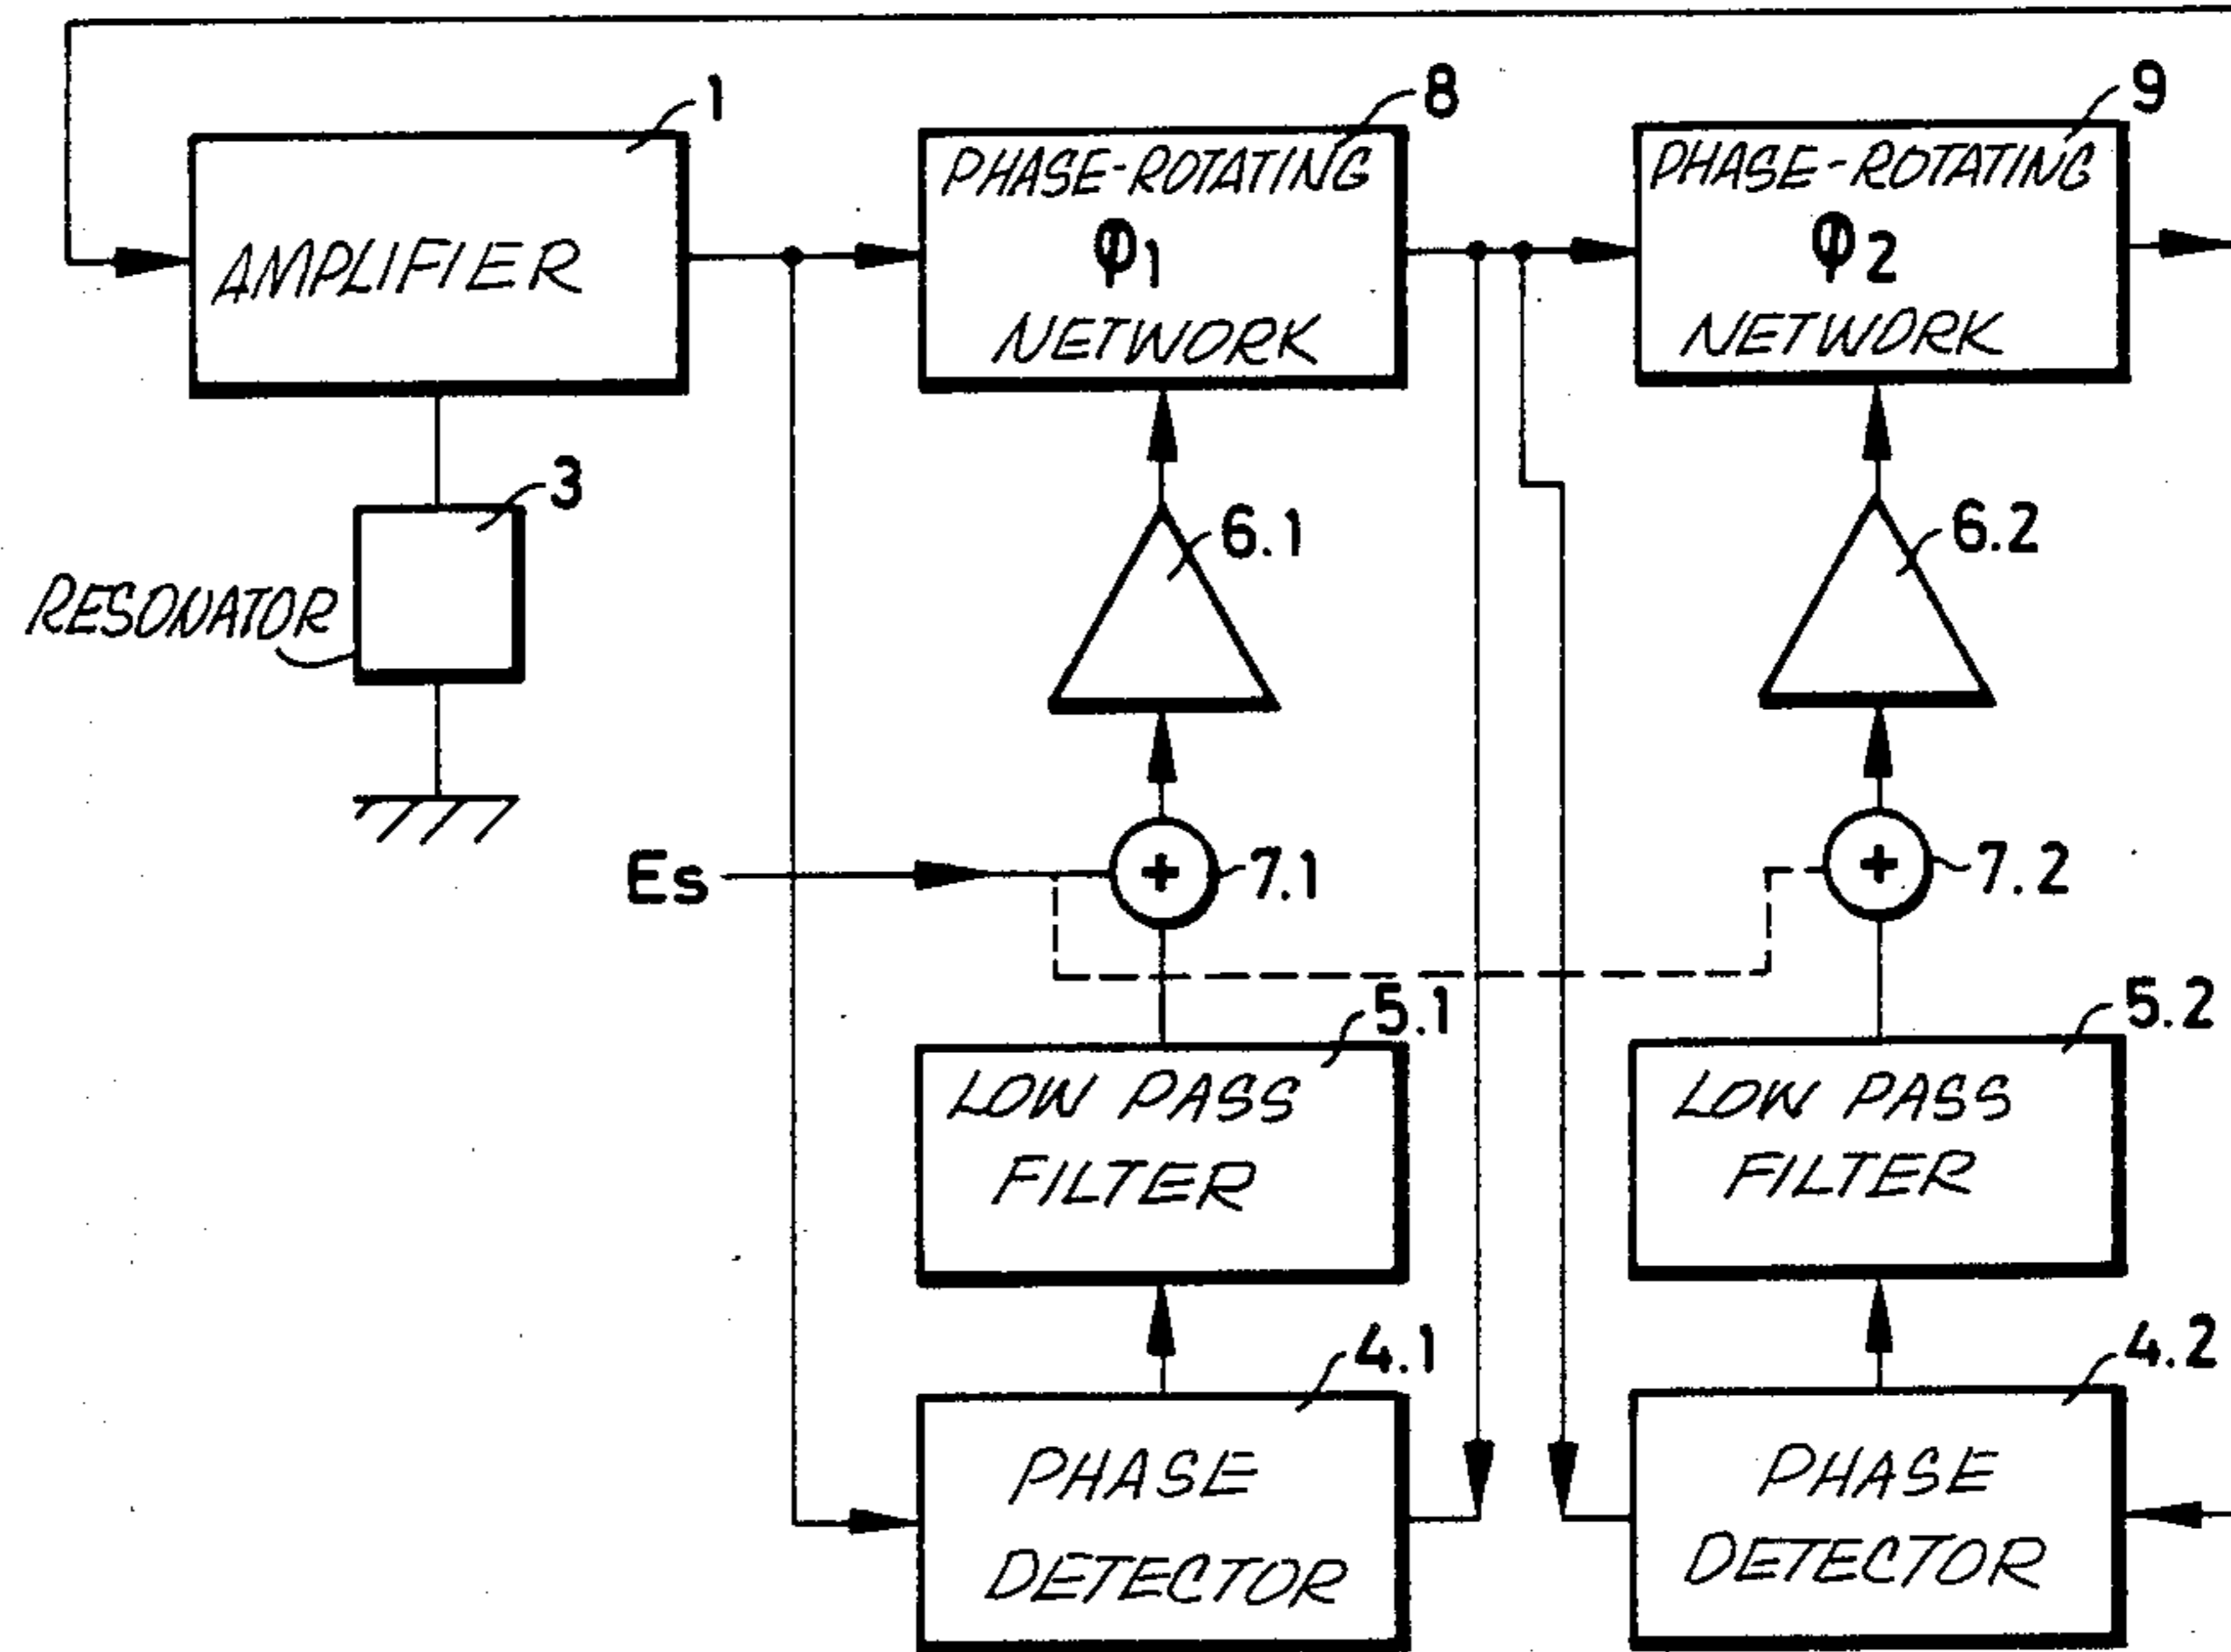 1
AMPLIFIER
8
PHASE-ROTATING
φ1
NETWORK
9
PHASE-ROTATING
φ2
NETWORK
3
RESONATOR
6.1
6.2
Es
+
7.1
+
7.2
5.1
LOW PASS
FILTER
5.2
LOW PASS
FILTER
4.1
PHASE
DETECTOR
4.2
PHASE
DETECTOR